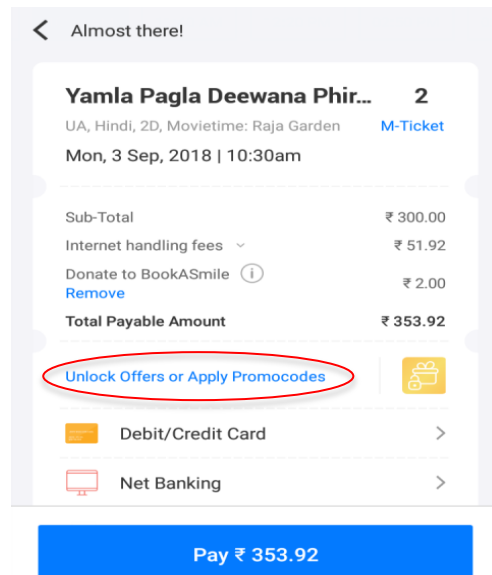 Almost there!
Yamla Pagla Deewana Phir... 2
UA, Hindi, 2D, Movietime: Raja Garden M-Ticket
Mon, 3 Sep, 2018 | 10:30am
Sub-Total ₹ 300.00
Internet handling fees ₹ 51.92
Donate to BookASmile i ₹ 2.00
Remove
Total Payable Amount ₹ 353.92
Unlock Offers or Apply Promocodes
Debit/Credit Card
Net Banking
Pay ₹ 353.92